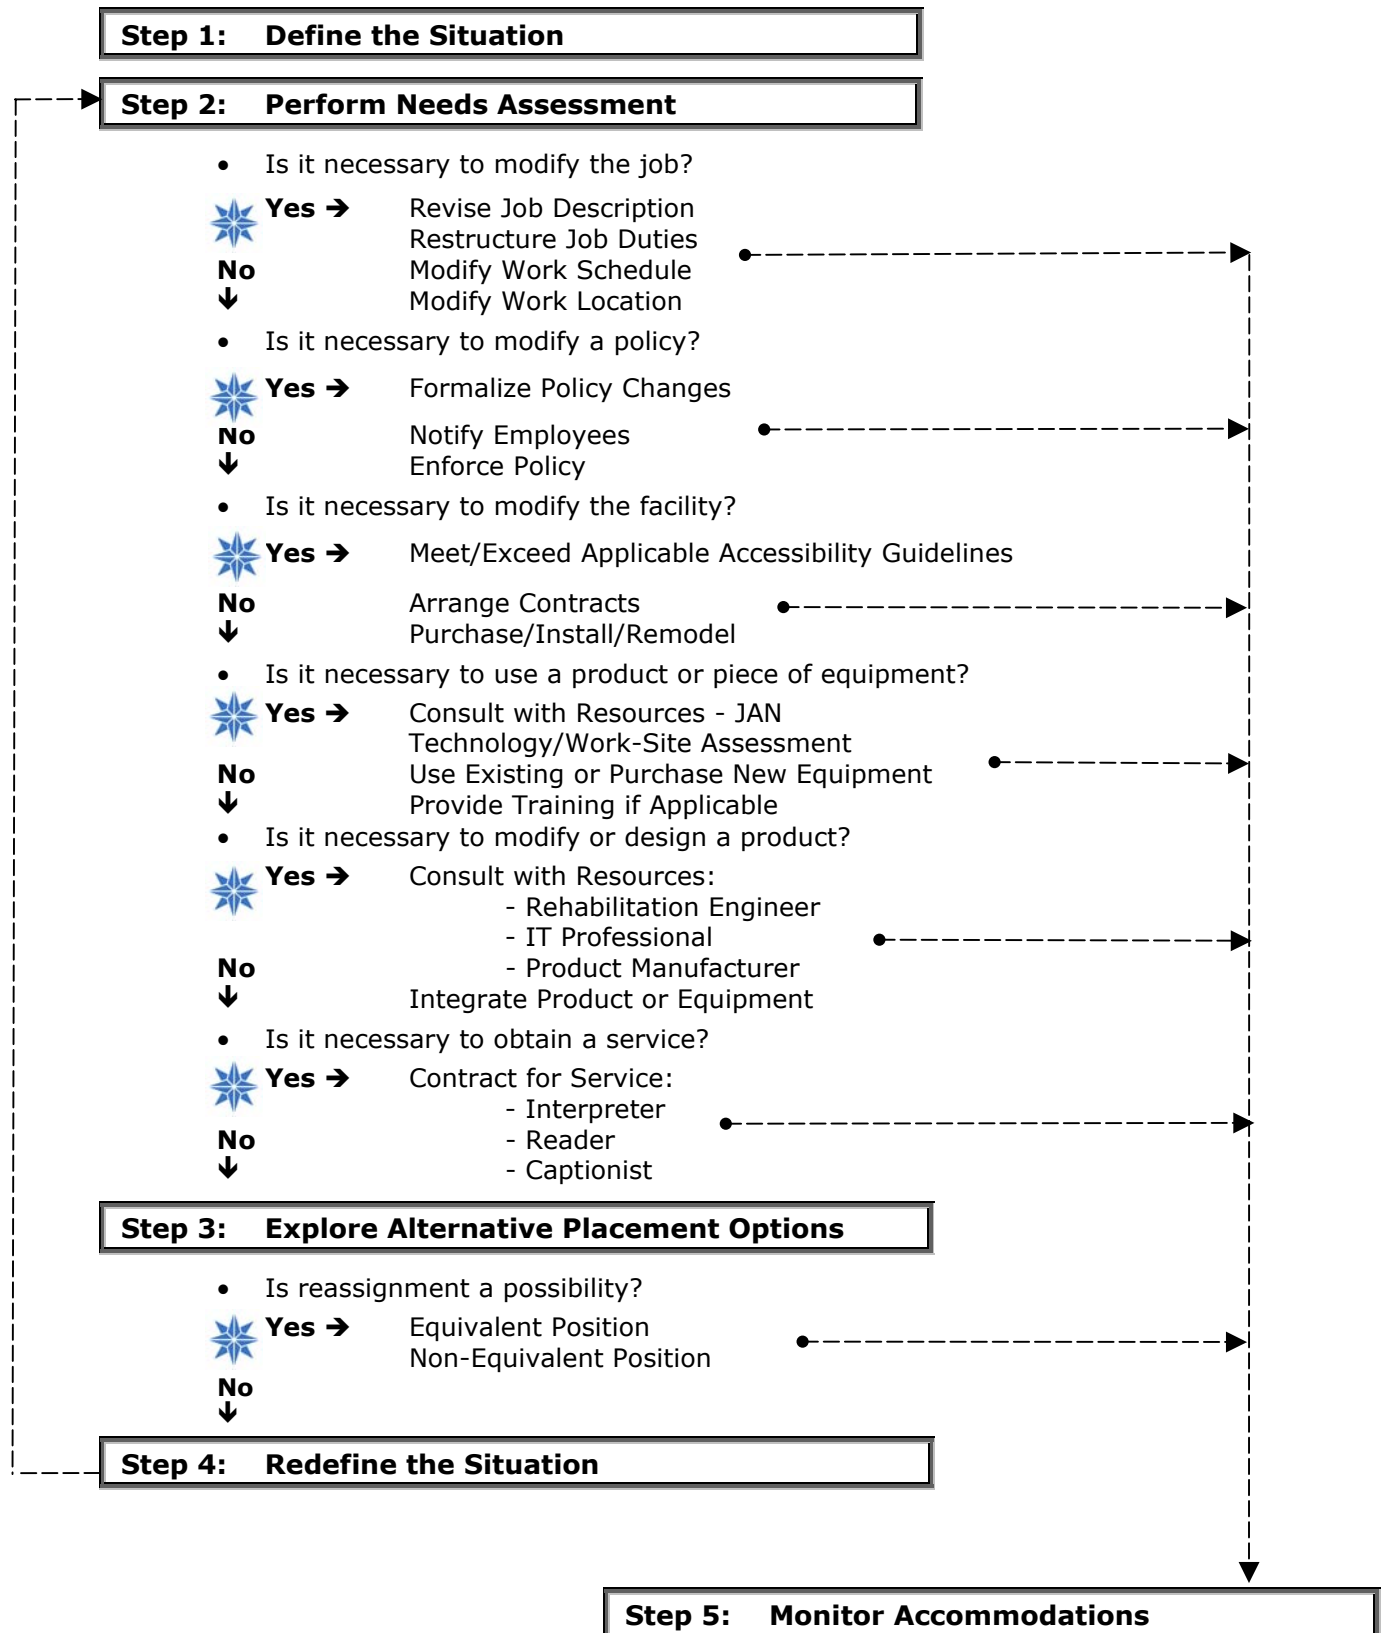 Step 1: Define the Situation
Step 2: Perform Needs Assessment
• Is it necessary to modify the job?
Yes ➔ Revise Job Description
Restructure Job Duties
No Modify Work Schedule
🡻 Modify Work Location
• Is it necessary to modify a policy?
Yes ➔ Formalize Policy Changes
No Notify Employees
🡻 Enforce Policy
• Is it necessary to modify the facility?
Yes ➔ Meet/Exceed Applicable Accessibility Guidelines
No Arrange Contracts
🡻 Purchase/Install/Remodel
• Is it necessary to use a product or piece of equipment?
Yes ➔ Consult with Resources - JAN
Technology/Work-Site Assessment
No Use Existing or Purchase New Equipment
🡻 Provide Training if Applicable
• Is it necessary to modify or design a product?
Yes ➔ Consult with Resources:
- Rehabilitation Engineer
- IT Professional
No - Product Manufacturer
🡻 Integrate Product or Equipment
• Is it necessary to obtain a service?
Yes ➔ Contract for Service:
- Interpreter
No - Reader
🡻 - Captionist
Step 3: Explore Alternative Placement Options
• Is reassignment a possibility?
Yes ➔ Equivalent Position
Non-Equivalent Position
No
🡻
Step 4: Redefine the Situation
Step 5: Monitor Accommodations